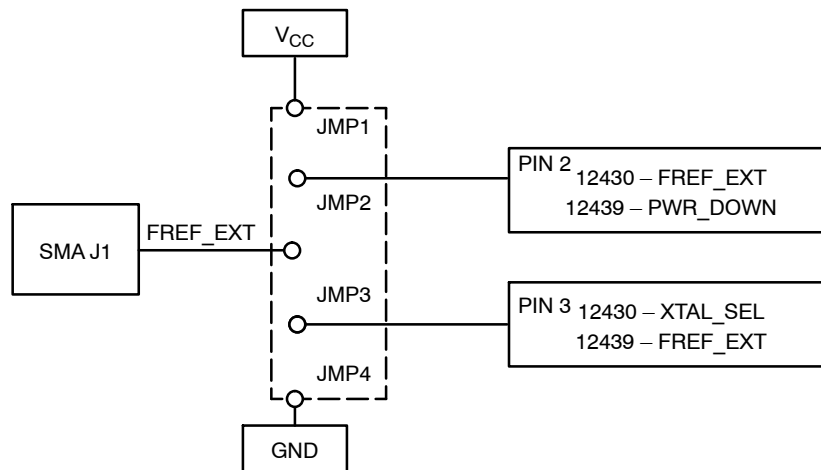 V_CC
JMP1
PIN 2
12430 – FREF_EXT
JMP2
12439 – PWR_DOWN
FREF_EXT
SMA J1
JMP3
PIN 3
12430 – XTAL_SEL
12439 – FREF_EXT
JMP4
GND